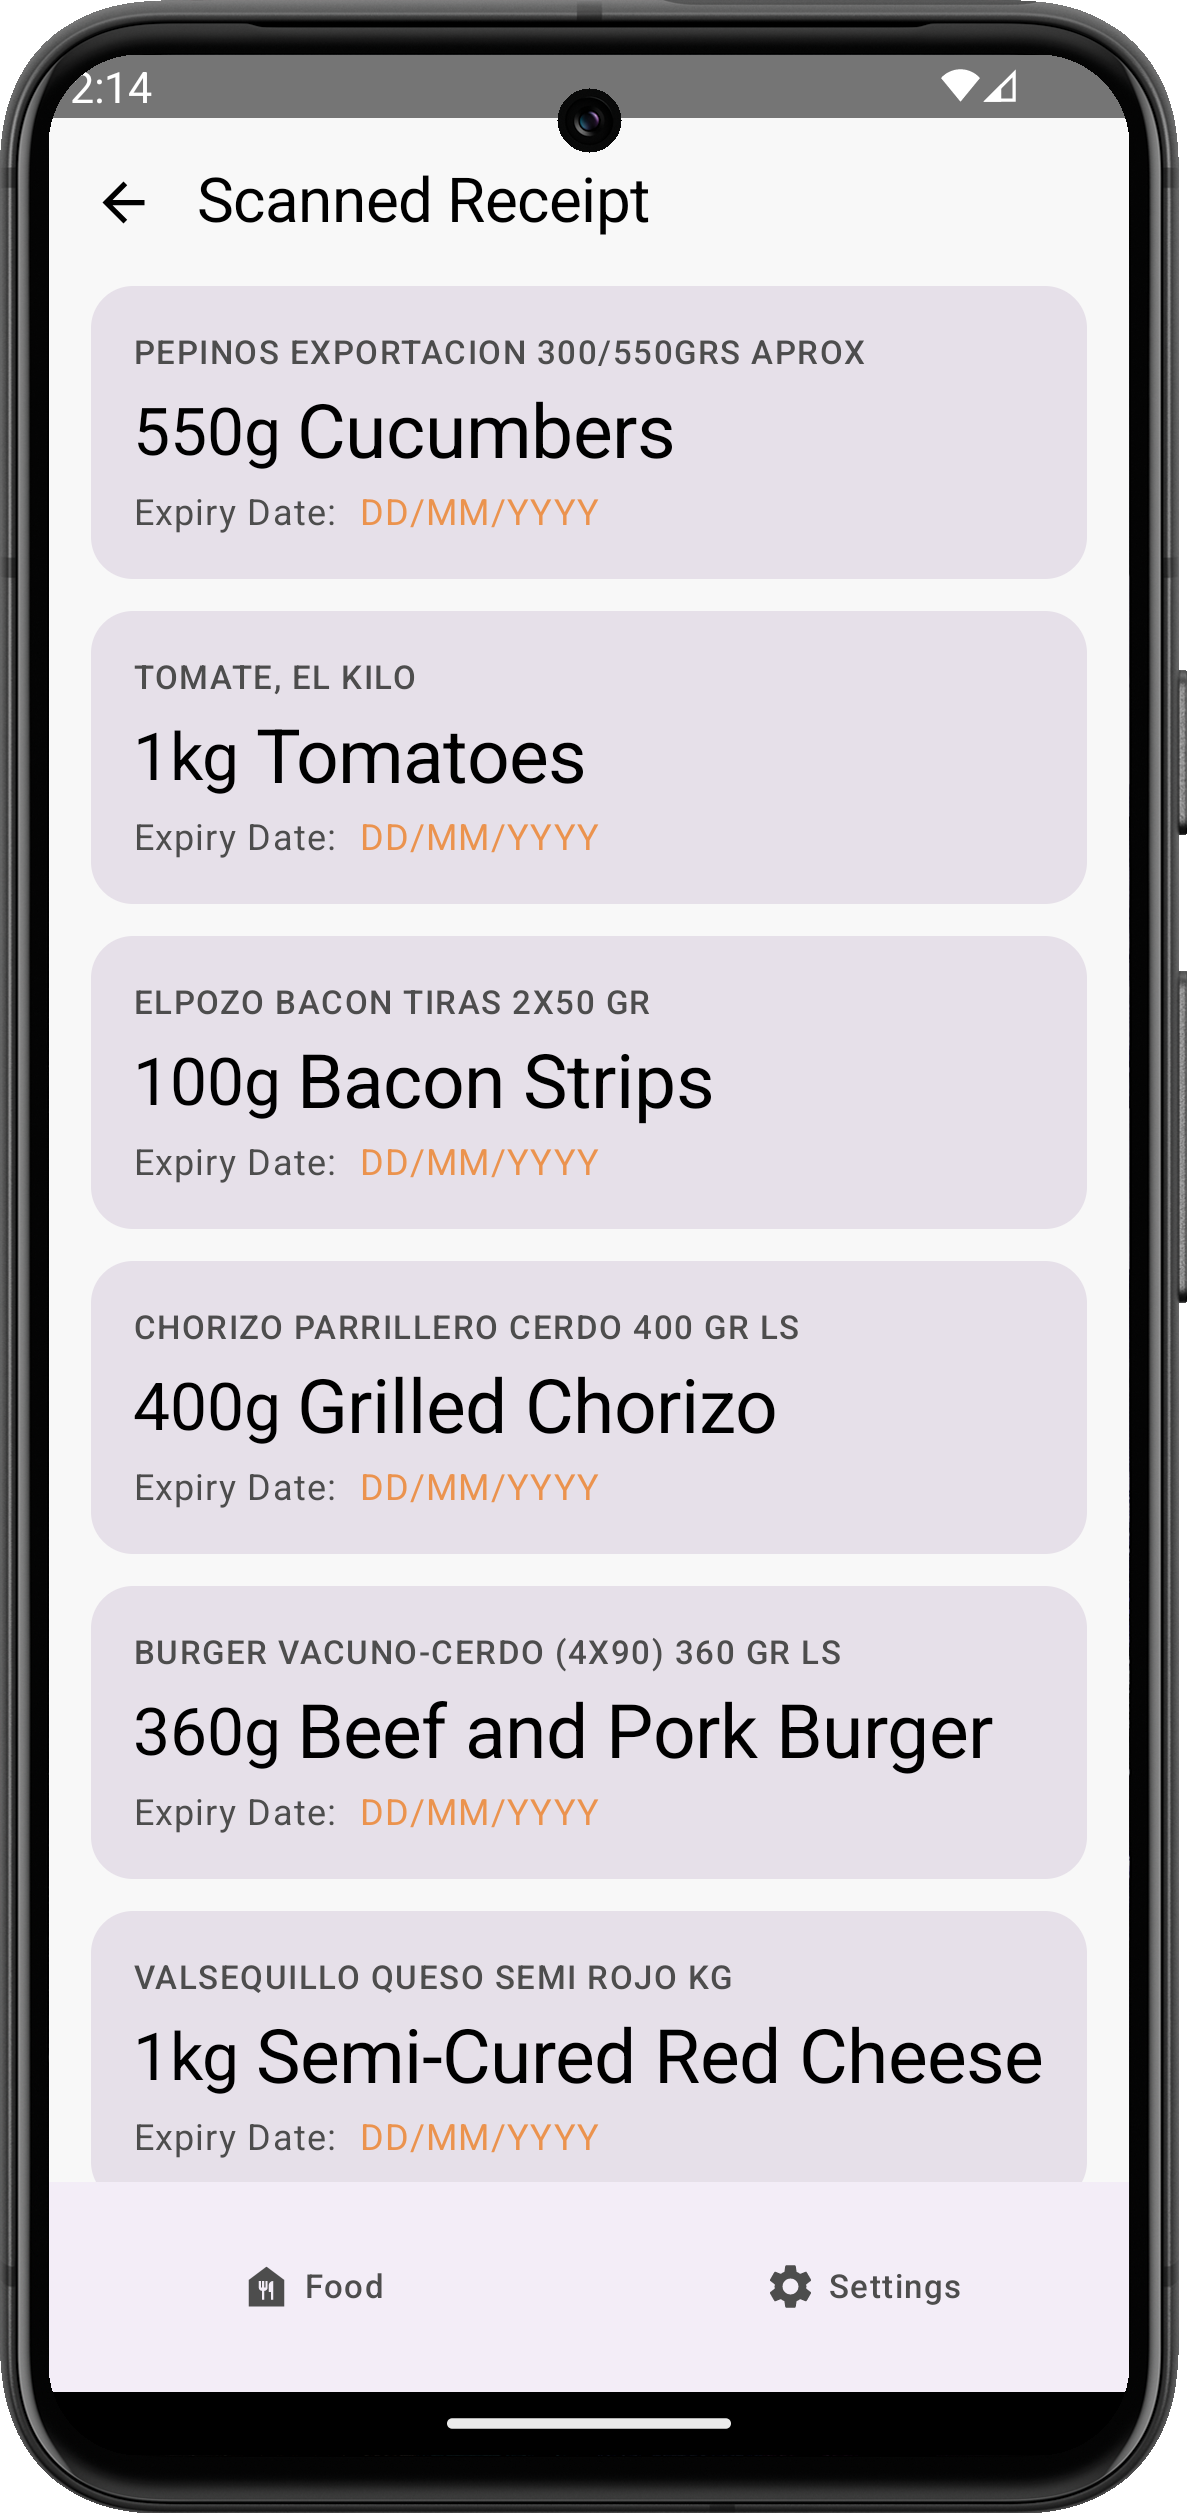 2:14
Scanned Receipt
PEPINOS EXPORTACION 300/550GRS APROX
550g Cucumbers
Expiry Date: DD/MM/YYYY
TOMATE, EL KILO
1kg Tomatoes
Expiry Date: DD/MM/YYYY
ELPOZO BACON TIRAS 2X50 GR
100g Bacon Strips
Expiry Date: DD/MM/YYYY
CHORIZO PARRILLERO CERDO 400 GR LS
400g Grilled Chorizo
Expiry Date: DD/MM/YYYY
BURGER VACUNO-CERDO (4X90) 360 GR LS
360g Beef and Pork Burger
Expiry Date: DD/MM/YYYY
VALSEQUILLO QUESO SEMI ROJO KG
1kg Semi-Cured Red Cheese
Expiry Date: DD/MM/YYYY
Food Settings